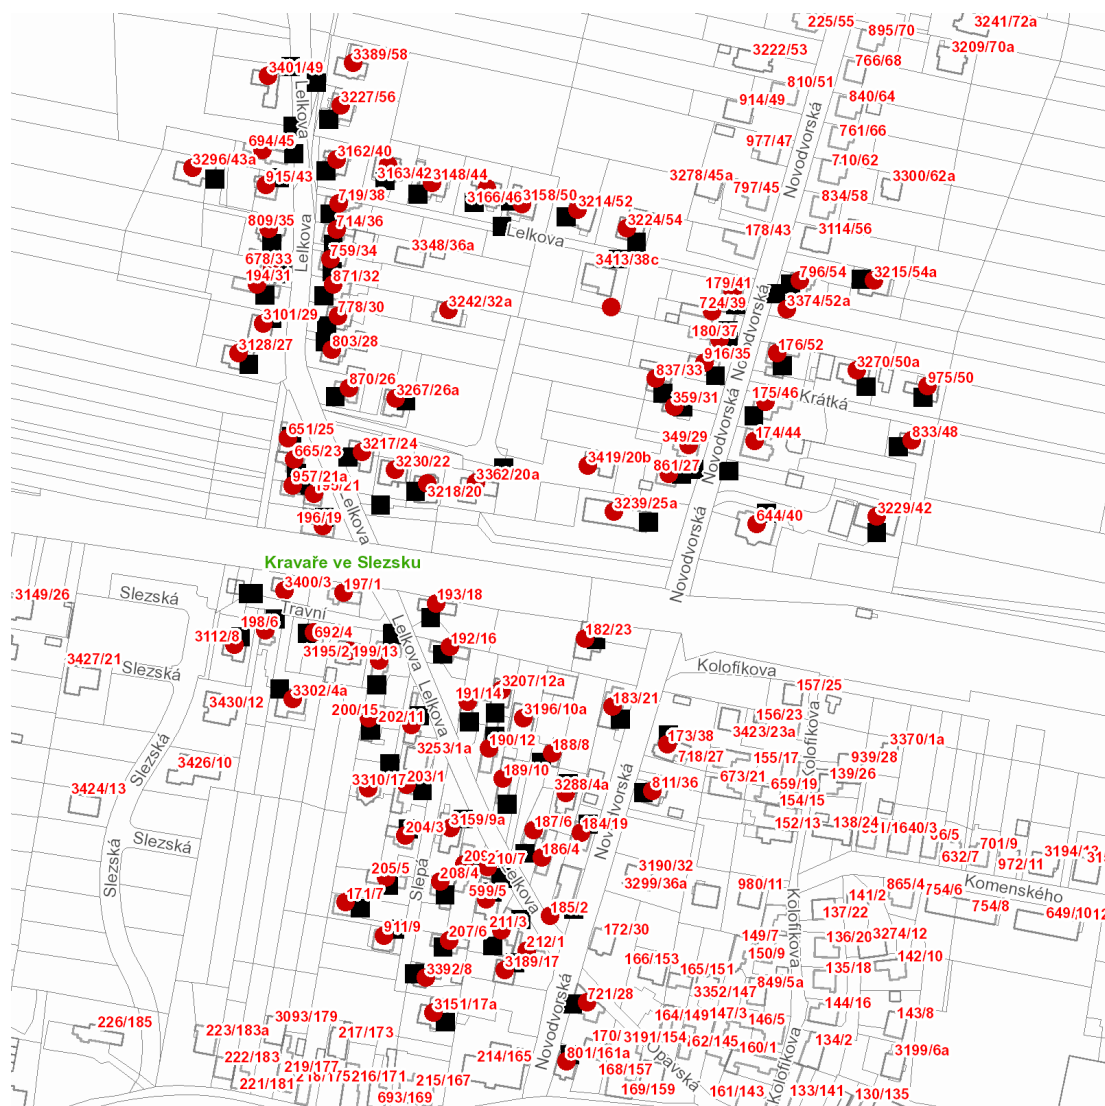 225/55
3241/72a
895/70
3222/53
3209/70a
3389/58
3401/49
766/68
810/51
Lelkova
3227/56
914/49
840/64
Novodvorská
761/66
694/45
977/47
3162/40
3296/43a
710/62
915/43
3163/42
3148/44
3278/45a
3300/62a
797/45
719/38
3166/46
3158/50
3214/52
834/58
809/35
714/36
Lelkova
3224/54
178/43
3114/56
Lelkova
3348/36a
678/33
759/34
3413/38c
194/31
871/32
179/41
796/54
3215/54a
724/39
3374/52a
3101/29
778/30
3242/32a
Novodvorská
180/37
3128/27
803/28
916/35
176/52
837/33
3270/50a
870/26
3267/26a
975/50
359/31
175/46
Krátká
Novodvorská
651/25
174/44
833/48
665/23
3217/24
349/29
3230/22
3419/20b
861/27
957/21a
195/21
3218/20
3362/20a
Lelkova
196/19
3239/25a
644/40
3229/42
Novodvorská
Kravaře ve Slezsku
3149/26
Slezská
3400/3
197/1
193/18
Travní
198/6
3112/8
692/4
Lelkova
192/16
182/23
3195/2
199/13
3427/21
Slezská
Kolofíkova
3207/12a
157/25
3430/12
3302/4a
191/14
183/21
Lelkova
200/15
202/11
3196/10a
156/23
3423/23a
173/38
3370/1a
Slezská
3253/1a
190/12
188/8
718/27
155/17
939/28
Kolofíkova
3426/10
3310/17
203/1
189/10
673/21
139/26
3288/4a
811/36
659/19
3424/13
154/15
Novodvorská
204/3
3159/9a
187/6
184/19
152/13
138/24
Slezská
701/9
3194/13
186/4
632/7
972/11
210/7
205/5
208/4
3190/32
Slezská
Slepá
Lelkova
3299/36a
980/11
865/4
754/6
Komenského
171/7
599/5
141/2
754/8
649/10
185/2
137/22
911/9
207/6
211/3
172/30
Kolofíkova
149/7
136/20
3274/12
212/1
150/9
142/10
3189/17
166/153
165/151
135/18
3392/8
849/5a
3352/147
721/28
144/16
3151/17a
164/149
147/3
146/5
143/8
226/185
3093/179
223/183a
217/173
Novodvorská
3191/154
134/2
222/183
214/165
801/161a
Opavská
160/1
3199/6a
219/177
168/157
Kolofíkova
221/181
216/171
215/167
169/159
693/169
161/143
133/141
130/135